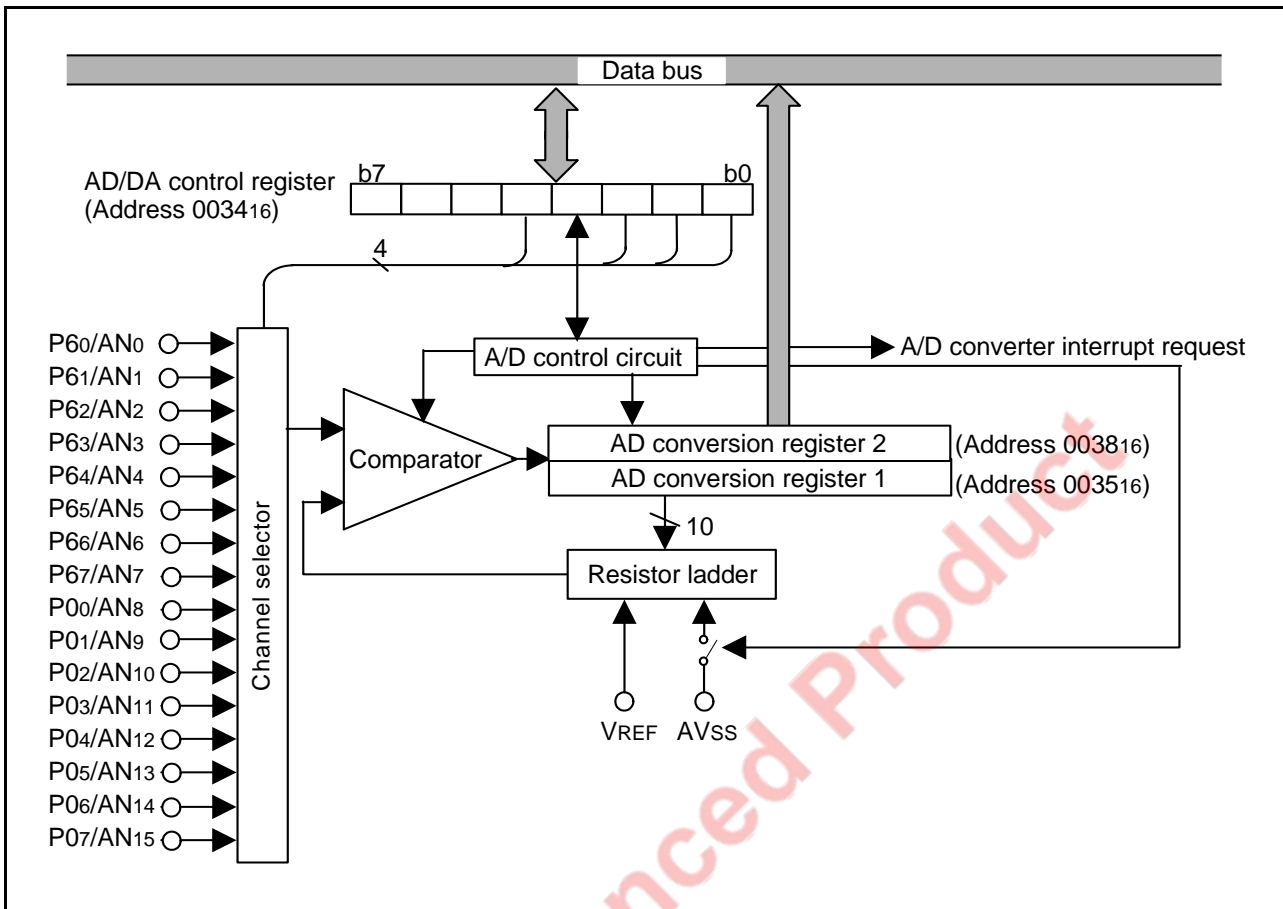 Data bus
b7 b0
AD/DA control register
(Address 003416)
4
P60/AN0
P61/AN1
P62/AN2
P63/AN3
P64/AN4
P65/AN5
P66/AN6
P67/AN7
P00/AN8
P01/AN9
P02/AN10
P03/AN11
P04/AN12
P05/AN13
P06/AN14
P07/AN15
Channel selector
A/D control circuit
A/D converter interrupt request
Comparator
AD conversion register 2 (Address 003816)
AD conversion register 1 (Address 003516)
10
Resistor ladder
VREF AVSS
nced Product